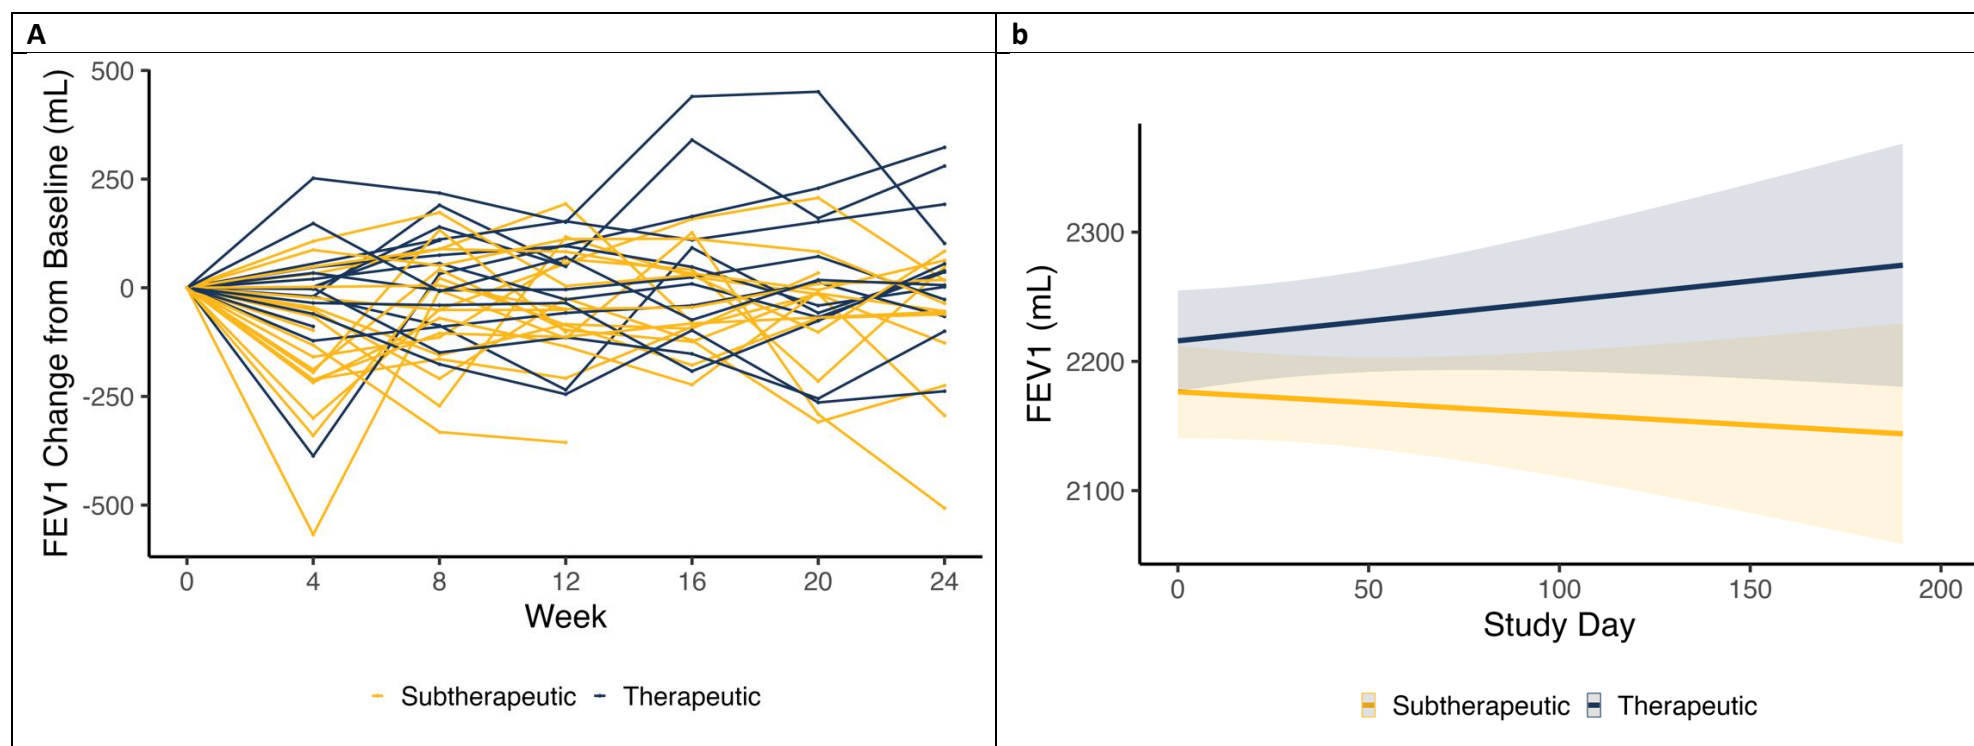 A
FEV1 Change from Baseline (mL)
500
250
0
-250
-500
0 4 8 12 16 20 24
Week
Subtherapeutic Therapeutic
b
FEV1 (mL)
2300
2200
2100
0 50 100 150 200
Study Day
Subtherapeutic Therapeutic